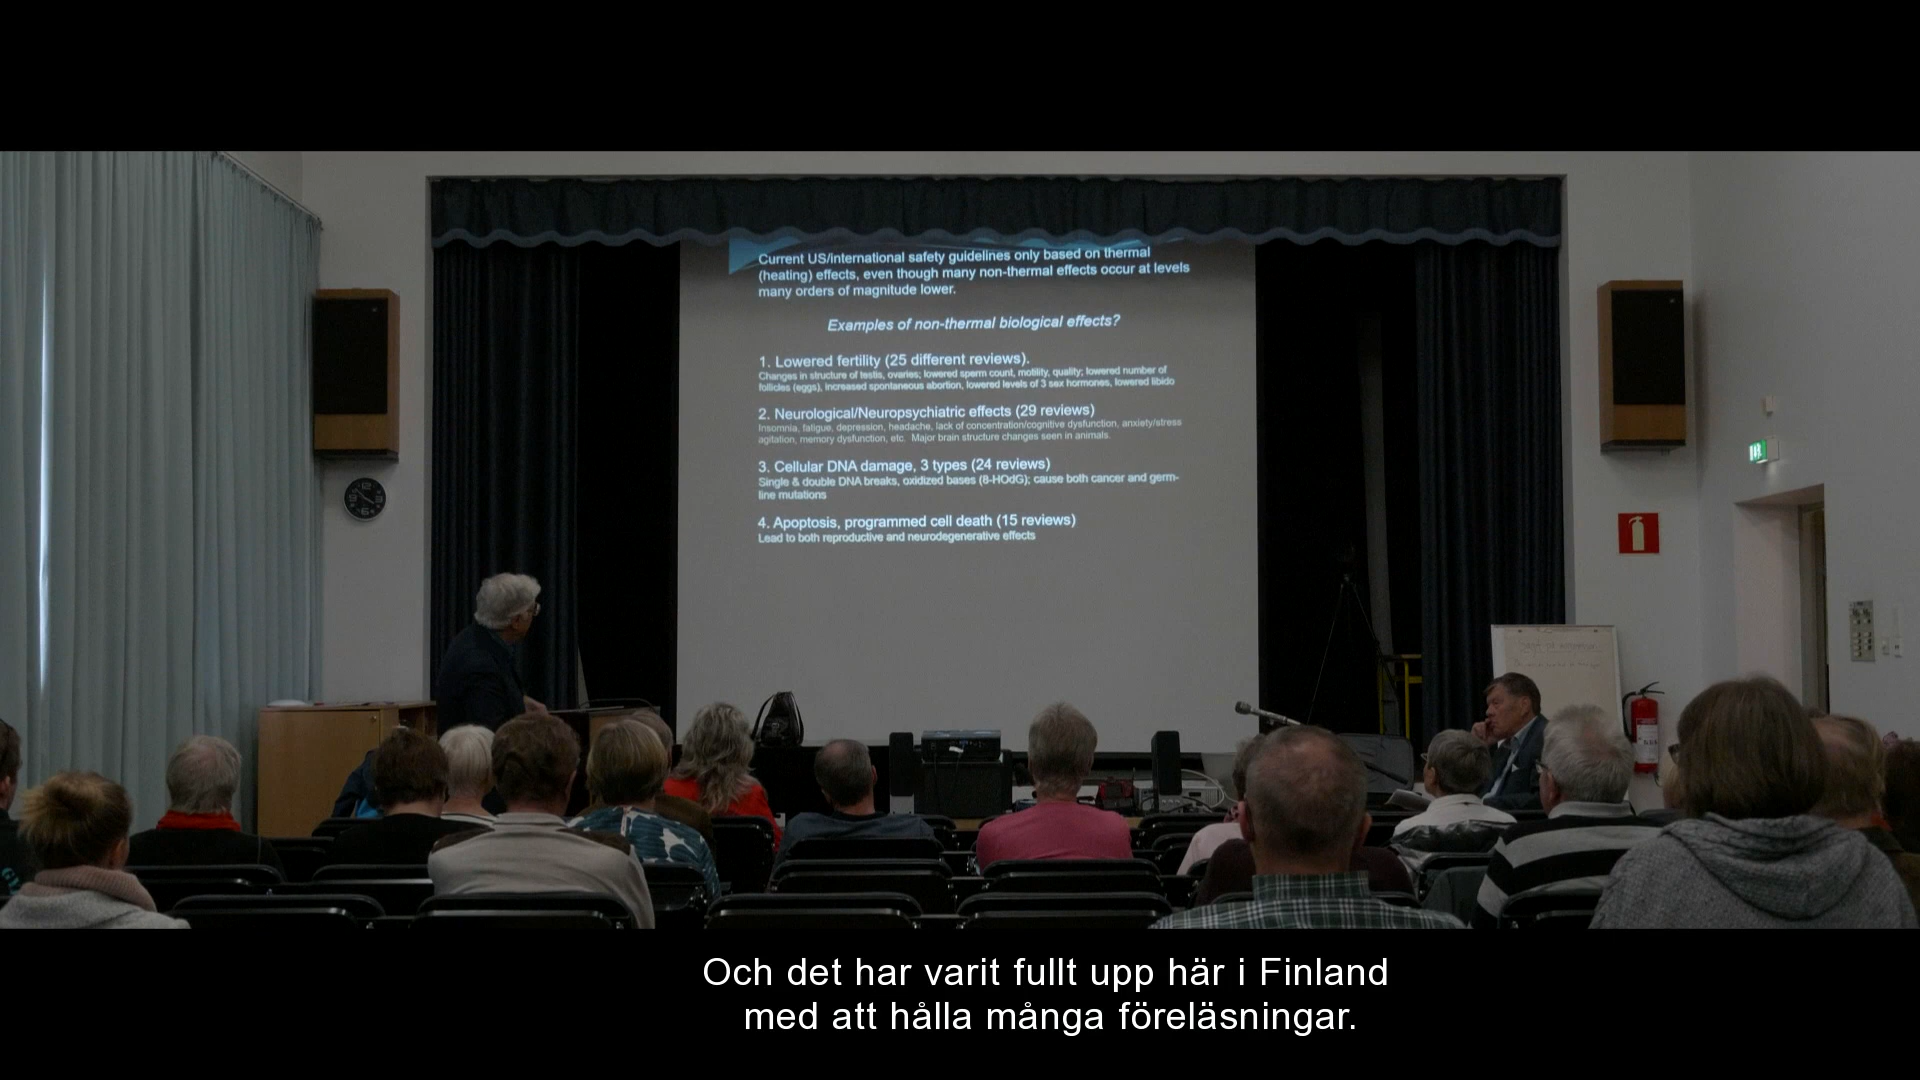 Current US/international safety guidelines only based on thermal
(heating) effects, even though many non-thermal effects occur at levels
many orders of magnitude lower.
Examples of non-thermal biological effects?
1. Lowered fertility (25 different reviews).
Changes in structure of testis, ovaries; lowered sperm count, motility, quality; lowered number of
follicles (eggs), increased spontaneous abortion, lowered levels of 3 sex hormones, lowered libido
2. Neurological/Neuropsychiatric effects (29 reviews)
Insomnia, fatigue, depression, headache, lack of concentration/cognitive dysfunction, anxiety/stress
agitation, memory dysfunction, etc. Major brain structure changes seen in animals.
3. Cellular DNA damage, 3 types (24 reviews)
Single & double DNA breaks, oxidized bases (8-HOdG); cause both cancer and germ-
line mutations
4. Apoptosis, programmed cell death (15 reviews)
Lead to both reproductive and neurodegenerative effects
Och det har varit fullt upp här i Finland
med att hålla många föreläsningar.